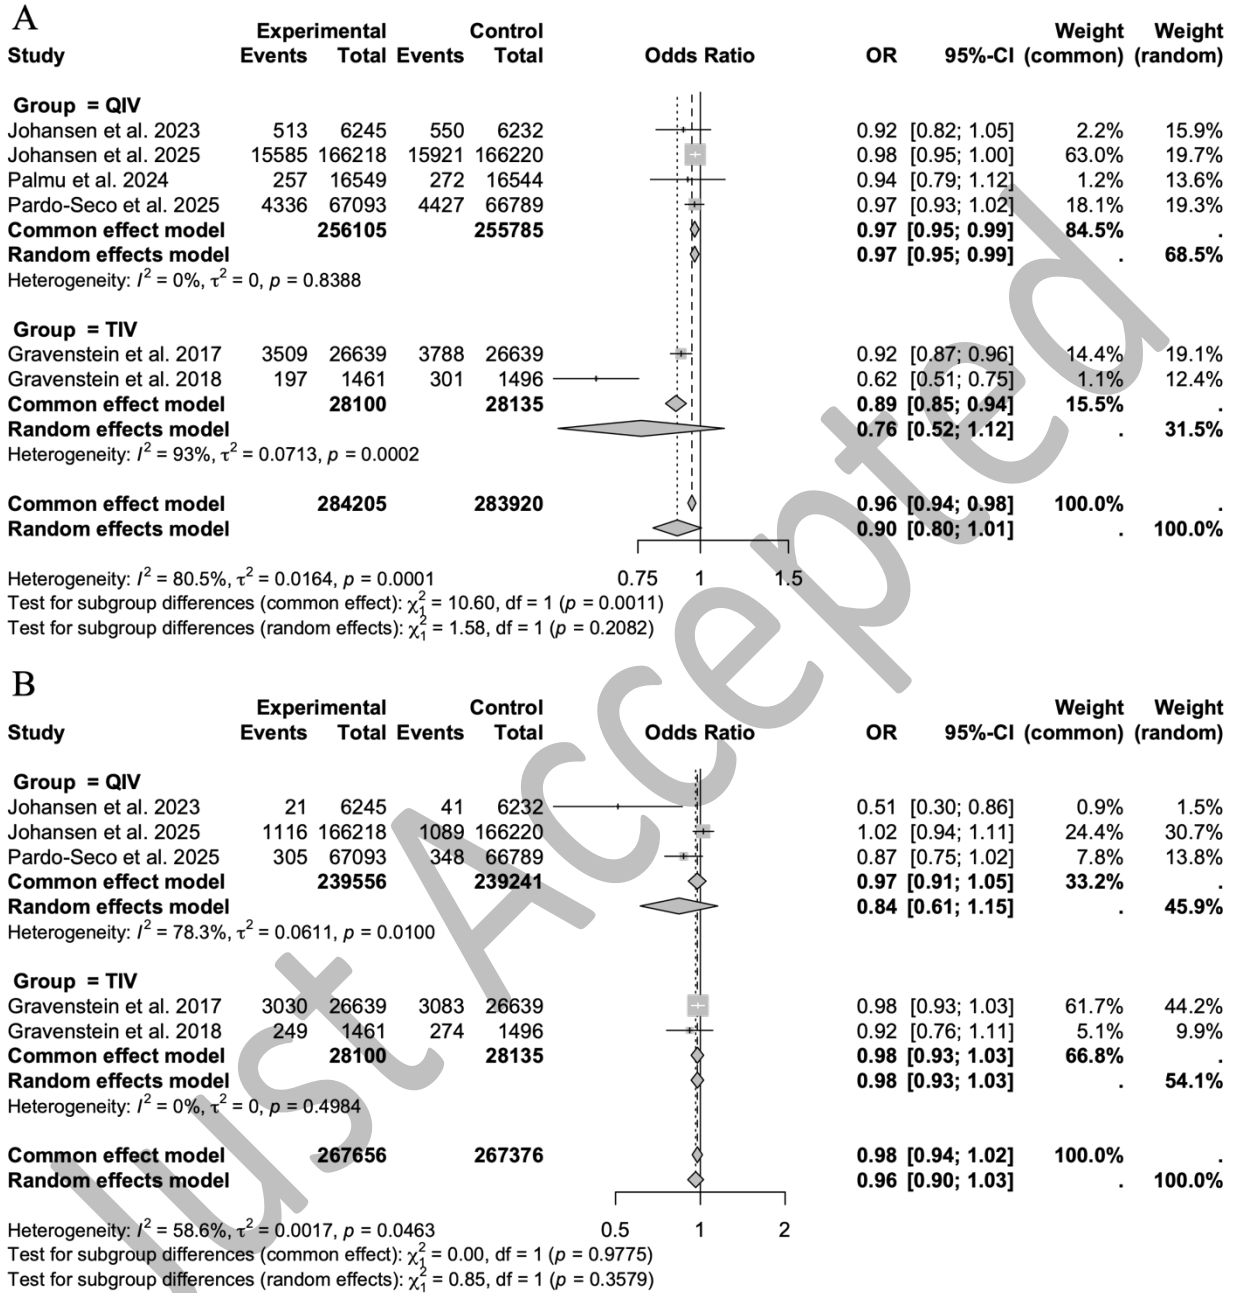 A
Experimental Control Weight Weight
Study Events Total Events Total Odds Ratio OR 95%-CI (common) (random)
Group = QIV
Johansen et al. 2023 513 6245 550 6232 0.92 [0.82; 1.05] 2.2% 15.9%
Johansen et al. 2025 15585 166218 15921 166220 0.98 [0.95; 1.00] 63.0% 19.7%
Palmu et al. 2024 257 16549 272 16544 0.94 [0.79; 1.12] 1.2% 13.6%
Pardo-Seco et al. 2025 4336 67093 4427 66789 0.97 [0.93; 1.02] 18.1% 19.3%
Common effect model 256105 255785 0.97 [0.95; 0.99] 84.5% .
Random effects model 0.97 [0.95; 0.99] . 68.5%
Heterogeneity: I² = 0%, τ² = 0, p = 0.8388
Group = TIV
Gravenstein et al. 2017 3509 26639 3788 26639 0.92 [0.87; 0.96] 14.4% 19.1%
Gravenstein et al. 2018 197 1461 301 1496 0.62 [0.51; 0.75] 1.1% 12.4%
Common effect model 28100 28135 0.89 [0.85; 0.94] 15.5% .
Random effects model 0.76 [0.52; 1.12] . 31.5%
Heterogeneity: I² = 93%, τ² = 0.0713, p = 0.0002
Common effect model 284205 283920 0.96 [0.94; 0.98] 100.0% .
Random effects model 0.90 [0.80; 1.01] . 100.0%
0.75 1 1.5
Heterogeneity: I² = 80.5%, τ² = 0.0164, p = 0.0001
Test for subgroup differences (common effect): χ²₁ = 10.60, df = 1 (p = 0.0011)
Test for subgroup differences (random effects): χ²₁ = 1.58, df = 1 (p = 0.2082)
B
Experimental Control Weight Weight
Study Events Total Events Total Odds Ratio OR 95%-CI (common) (random)
Group = QIV
Johansen et al. 2023 21 6245 41 6232 0.51 [0.30; 0.86] 0.9% 1.5%
Johansen et al. 2025 1116 166218 1089 166220 1.02 [0.94; 1.11] 24.4% 30.7%
Pardo-Seco et al. 2025 305 67093 348 66789 0.87 [0.75; 1.02] 7.8% 13.8%
Common effect model 239556 239241 0.97 [0.91; 1.05] 33.2% .
Random effects model 0.84 [0.61; 1.15] . 45.9%
Heterogeneity: I² = 78.3%, τ² = 0.0611, p = 0.0100
Group = TIV
Gravenstein et al. 2017 3030 26639 3083 26639 0.98 [0.93; 1.03] 61.7% 44.2%
Gravenstein et al. 2018 249 1461 274 1496 0.92 [0.76; 1.11] 5.1% 9.9%
Common effect model 28100 28135 0.98 [0.93; 1.03] 66.8% .
Random effects model 0.98 [0.93; 1.03] . 54.1%
Heterogeneity: I² = 0%, τ² = 0, p = 0.4984
Common effect model 267656 267376 0.98 [0.94; 1.02] 100.0% .
Random effects model 0.96 [0.90; 1.03] . 100.0%
0.5 1 2
Heterogeneity: I² = 58.6%, τ² = 0.0017, p = 0.0463
Test for subgroup differences (common effect): χ²₁ = 0.00, df = 1 (p = 0.9775)
Test for subgroup differences (random effects): χ²₁ = 0.85, df = 1 (p = 0.3579)
Just Accepted